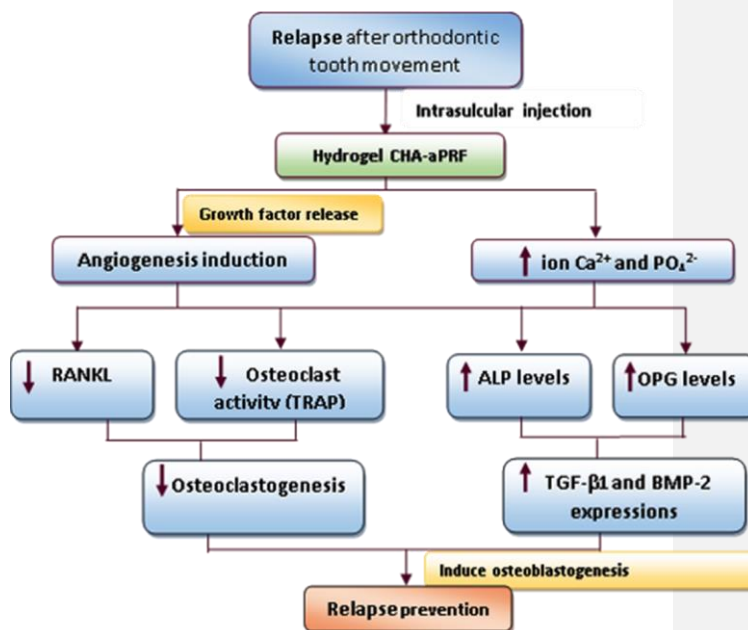 Relapse after orthodontic
tooth movement
Intrasulcular injection
Hydrogel CHA-aPRF
Growth factor release
Angiogenesis induction
ion Ca²⁺ and PO₄²⁻
RANKL
Osteoclast
activity (TRAP)
ALP levels
OPG levels
Osteoclastogenesis
TGF-β1 and BMP-2
expressions
Induce osteoblastogenesis
Relapse prevention